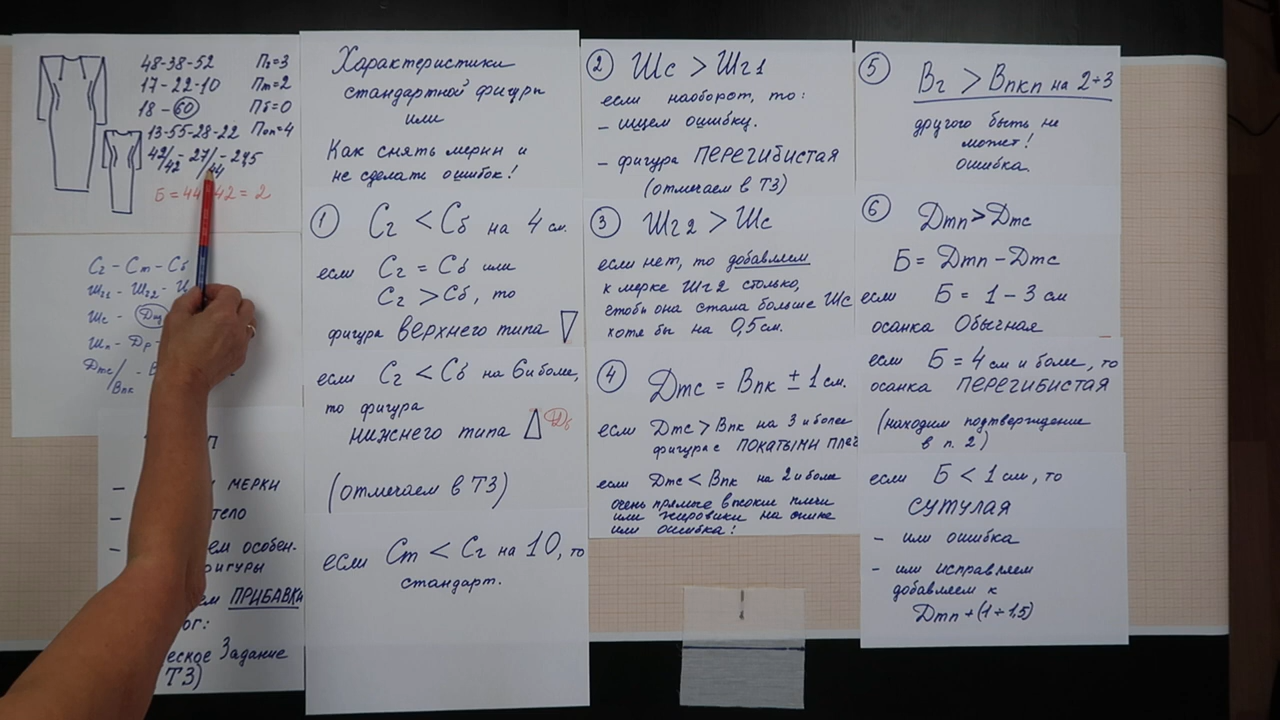 48-38-52 Пг=3
17-22-10 Пт=2
18-60 Пб=0
13-55-28-22 Поп=4
42/42 - 27/44 - 27,5
Б = 44 42 = 2
Сг - Ст - Сб
Шг1 - Шг2 - Ш
Шс -
Шп - Др -
Дтс/Впк -
МЕРКИ
ТЕЛО
ем особен-
игуры
ем ПРИБАВКИ
ог:
еское Задание
ТЗ)
Характеристики
стандартной фигуры
или
Как снять мерки и
не сделать ошибок!
1 Сг < Сб на 4 см.
если Сг = Сб или
Сг > Сб, то
фигура верхнего типа
если Сг < Сб на 6 и боле,
то фигура
нижнего типа
(отмечаем в ТЗ)
если Ст < Сг на 10, то
стандарт.
2 Шс > Шг1
если наоборот, то:
- ищем ошибку.
- фигура ПЕРЕГИБИСТАЯ
(отмечаем в ТЗ)
3 Шг2 > Шс
если нет, то добавляем
к мерке Шг2 столько,
чтобы она стала больше Шс
хотя бы на 0,5 см.
4 Дтс = Впк ± 1 см.
если Дтс > Впк на 3 и более
фигура с ПОКАТЫМИ ПЛЕЧ
если Дтс < Впк на 2 и боле
очень прямые высокие плечи
или жировики на спине
или ошибка!
5 Вг > Впкп на 2÷3
другого быть не
может!
ошибка.
6 Дтп > Дтс
Б = Дтп - Дтс
если Б = 1 - 3 см
осанка Обычная
если Б = 4 см и боле, то
осанка ПЕРЕГИБИСТАЯ
(находим подтверждение
в п. 2)
если Б < 1 см, то
СУТУЛАЯ
- или ошибка
- или исправляем
добавляем к
Дтп + (1 ÷ 1,5)